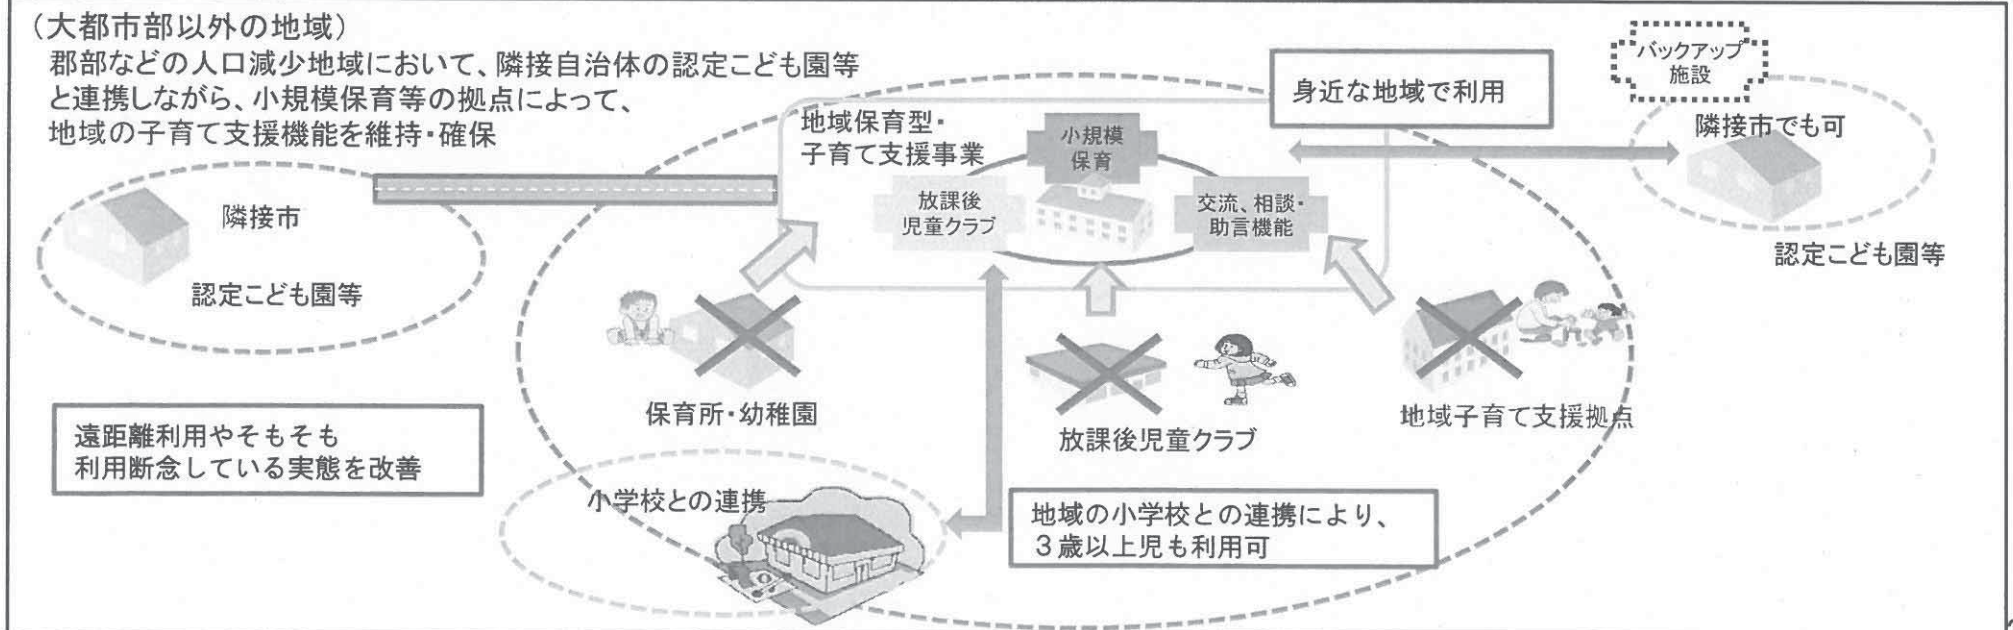 （大都市部以外の地域）
郡部などの人口減少地域において、隣接自治体の認定こども園等
と連携しながら、小規模保育等の拠点によって、
地域の子育て支援機能を維持・確保
バックアップ
施設
身近な地域で利用
地域保育型・
子育て支援事業
小規模
保育
隣接市でも可
放課後
児童クラブ
交流、相談・
助言機能
隣接市
認定こども園等
認定こども園等
保育所・幼稚園
放課後児童クラブ
地域子育て支援拠点
遠距離利用やそもそも
利用断念している実態を改善
小学校との連携
地域の小学校との連携により、
３歳以上児も利用可